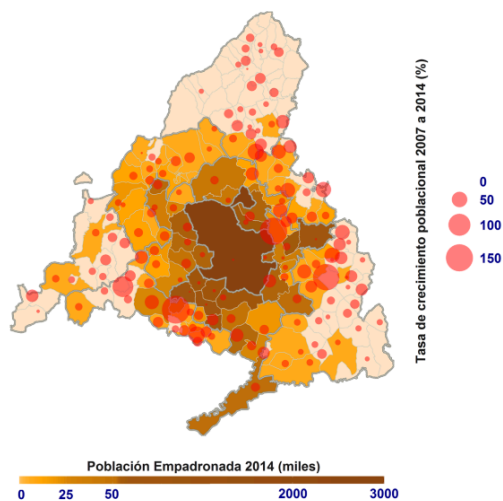 Tasa de crecimiento poblacional 2007 a 2014 (%)
0
50
100
150
Población Empadronada 2014 (miles)
0 25 50 2000 3000